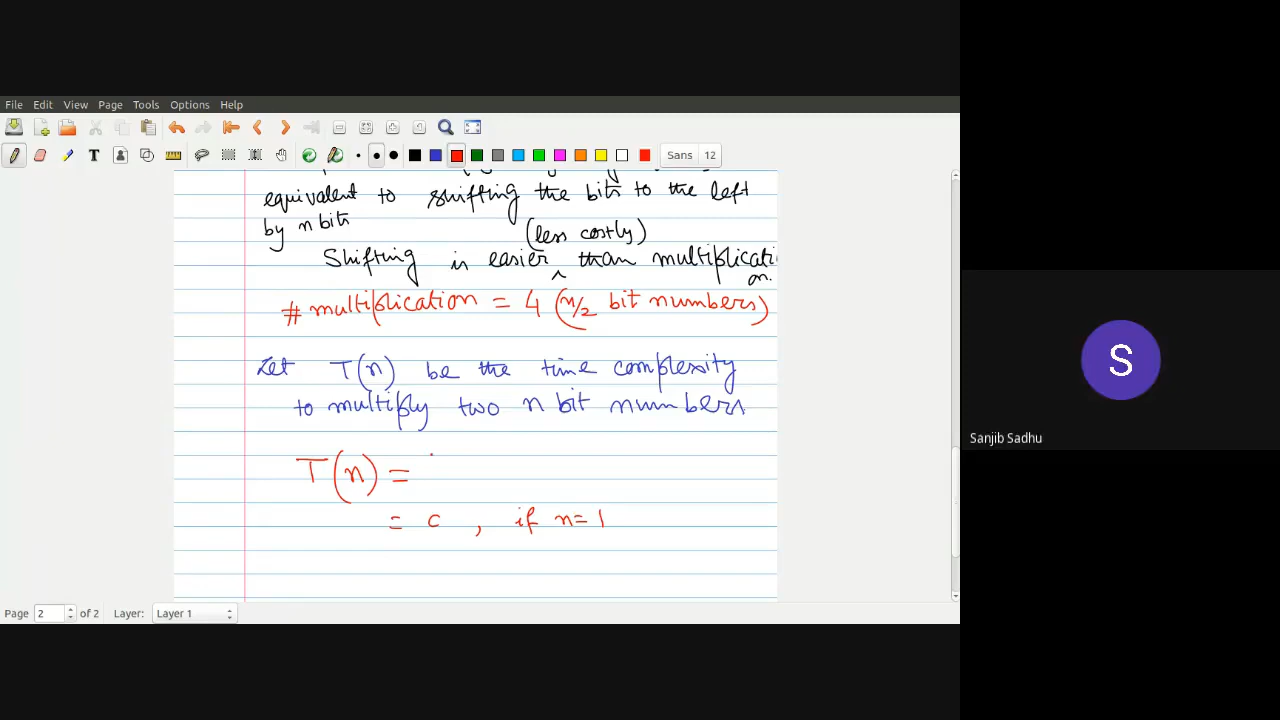 File Edit View Page Tools Options Help
Sans 12
equivalent to shifting the bits to the left
by n bits
(less costly)
Shifting is easier ^ than multiplicati
on.
# multiplication = 4 (n/2 bit numbers)
Let T(n) be the time complexity
to multiply two n bit numbers
T(n) =
= c , if n=1
Page 2 of 2 Layer: Layer 1
S
Sanjib Sadhu